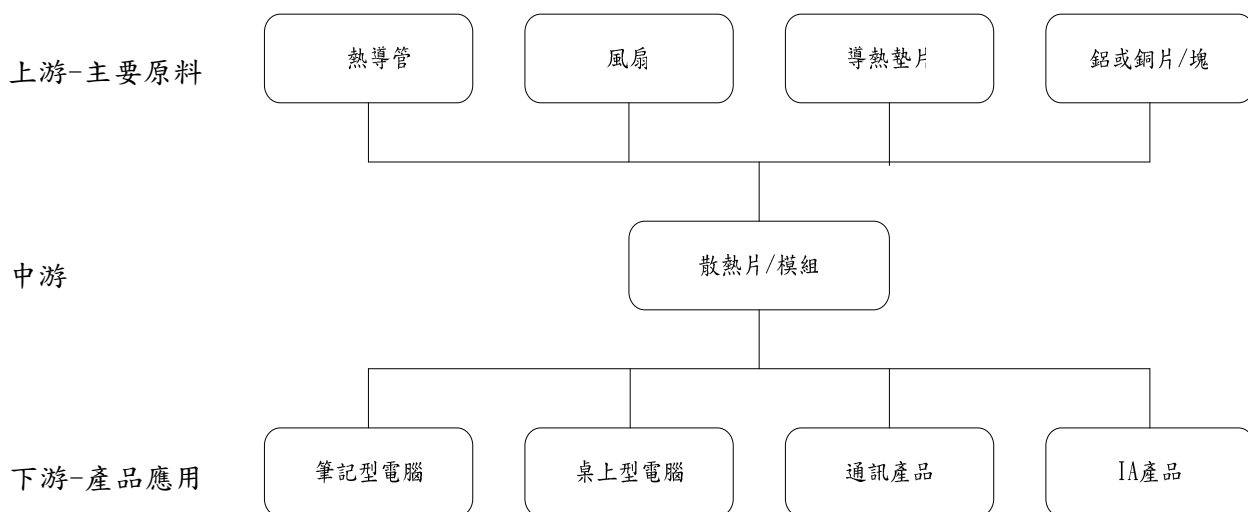 上游-主要原料
熱導管
風扇
導熱墊片
鋁或銅片/塊
中游
散熱片/模組
下游-產品應用
筆記型電腦
桌上型電腦
通訊產品
IA產品